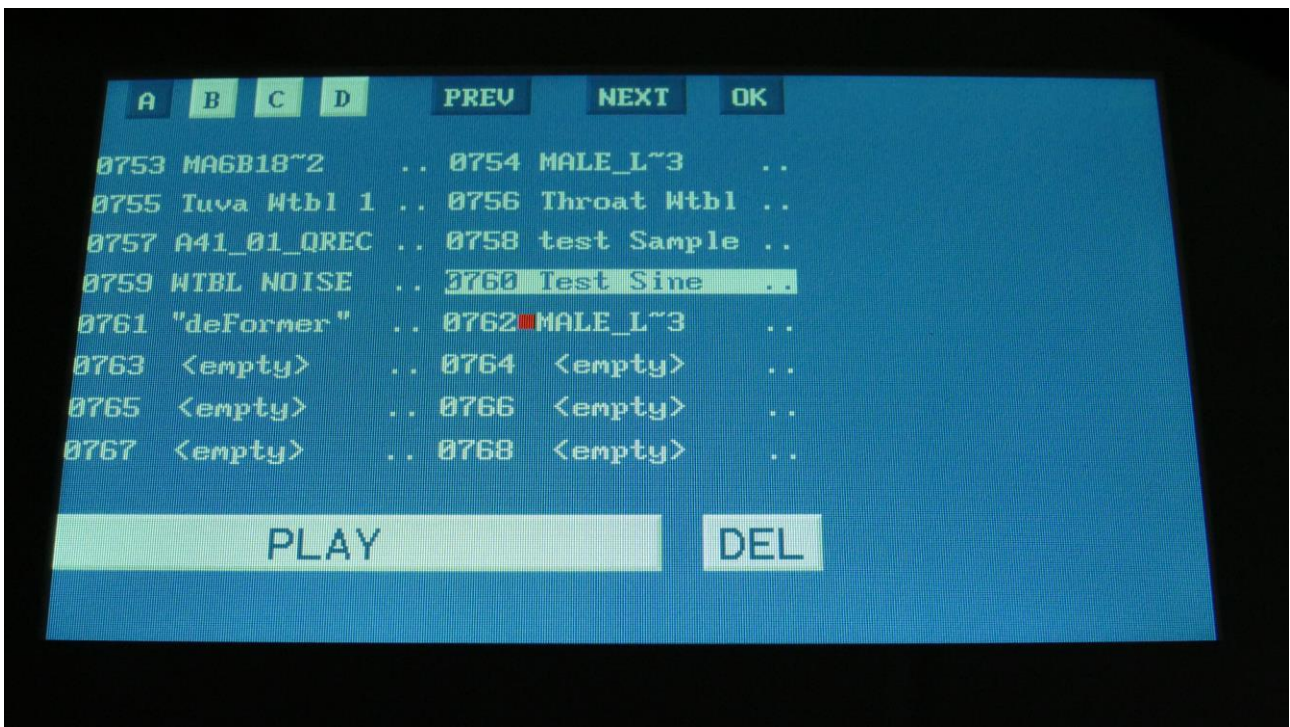 A B C D PREV NEXT OK
0753 MA6B18~2 .. 0754 MALE_L~3 ..
0755 Tuva Wtbl 1 .. 0756 Throat Wtbl ..
0757 A41_01_QREC .. 0758 test Sample ..
0759 WTBL NOISE .. 0760 Test Sine ..
0761 "deFormer" .. 0762 MALE_L~3 ..
0763 <empty> .. 0764 <empty> ..
0765 <empty> .. 0766 <empty> ..
0767 <empty> .. 0768 <empty> ..
PLAY DEL